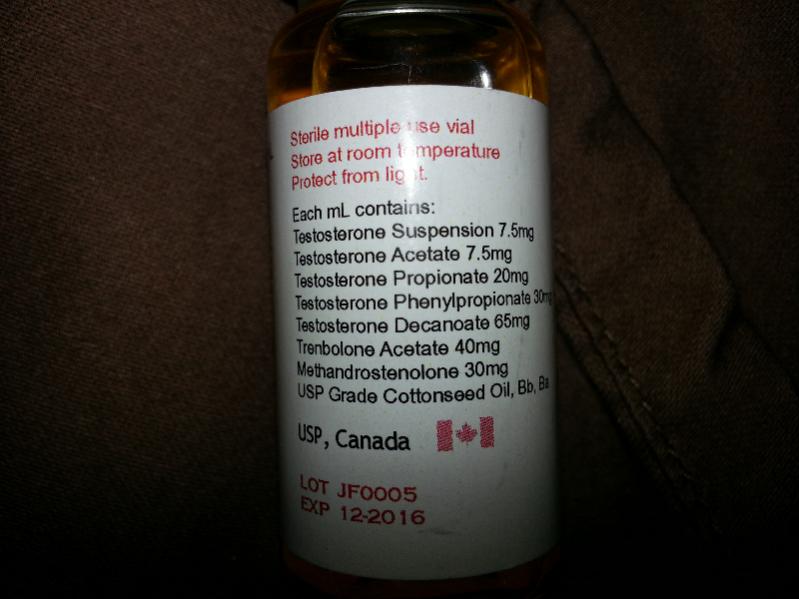 Sterile multiple use vial
Store at room temperature
Protect from light.
Each mL contains:
Testosterone Suspension 7.5mg
Testosterone Acetate 7.5mg
Testosterone Propionate 20mg
Testosterone Phenylpropionate 30mg
Testosterone Decanoate 65mg
Trenbolone Acetate 40mg
Methandrostenolone 30mg
USP Grade Cottonseed Oil, Bb, Ba
USP, Canada
LOT JF0005
EXP 12-2016